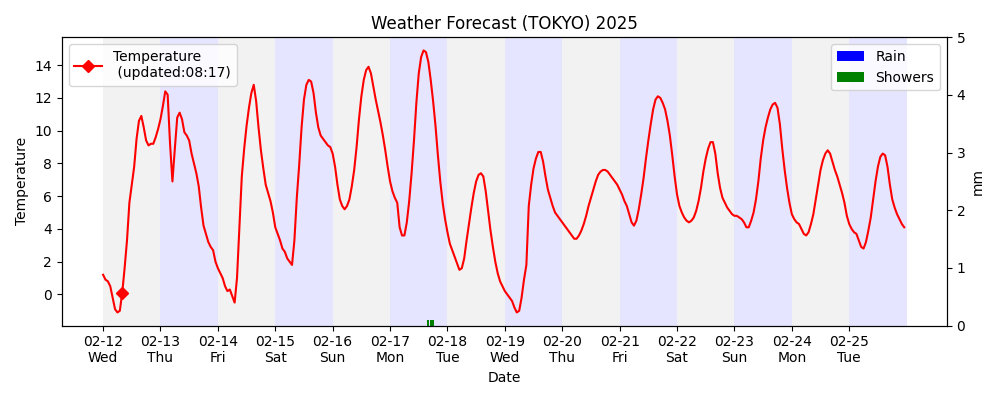 Weather Forecast (TOKYO) 2025
Temperature
(updated:08:17)
Rain
Showers
Temperature
14
12
10
8
6
4
2
0
5
4
3
2
1
0
mm
02-12 02-13 02-14 02-15 02-16 02-17 02-18 02-19 02-20 02-21 02-22 02-23 02-24 02-25
Wed Thu Fri Sat Sun Mon Tue Wed Thu Fri Sat Sun Mon Tue
Date